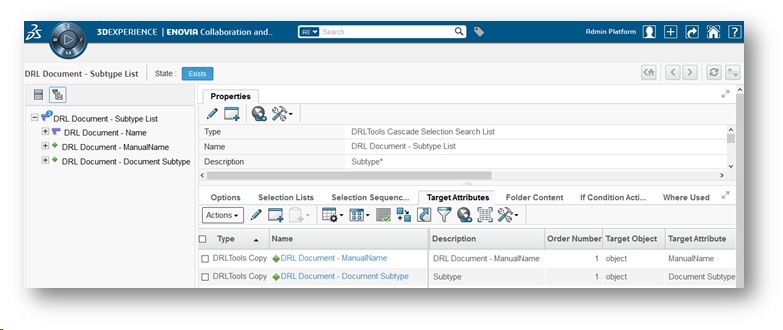 3DEXPERIENCE | ENOVIA Collaboration and..
All Search
Admin Platform
DRL Document - Subtype List State : Exists
DRL Document - Subtype List
DRL Document - Name
DRL Document - ManualName
DRL Document - Document Subtype
Properties
Type DRLTools Cascade Selection Search List
Name DRL Document - Subtype List
Description Subtype*
Options Selection Lists Selection Sequenc... Target Attributes Folder Content If Condition Acti... Where Used
Actions
Type Name Description Order Number Target Object Target Attribute
DRLTools Copy DRL Document - ManualName DRL Document - ManualName 1 object ManualName
DRLTools Copy DRL Document - Document Subtype Subtype 1 object Document Subtype